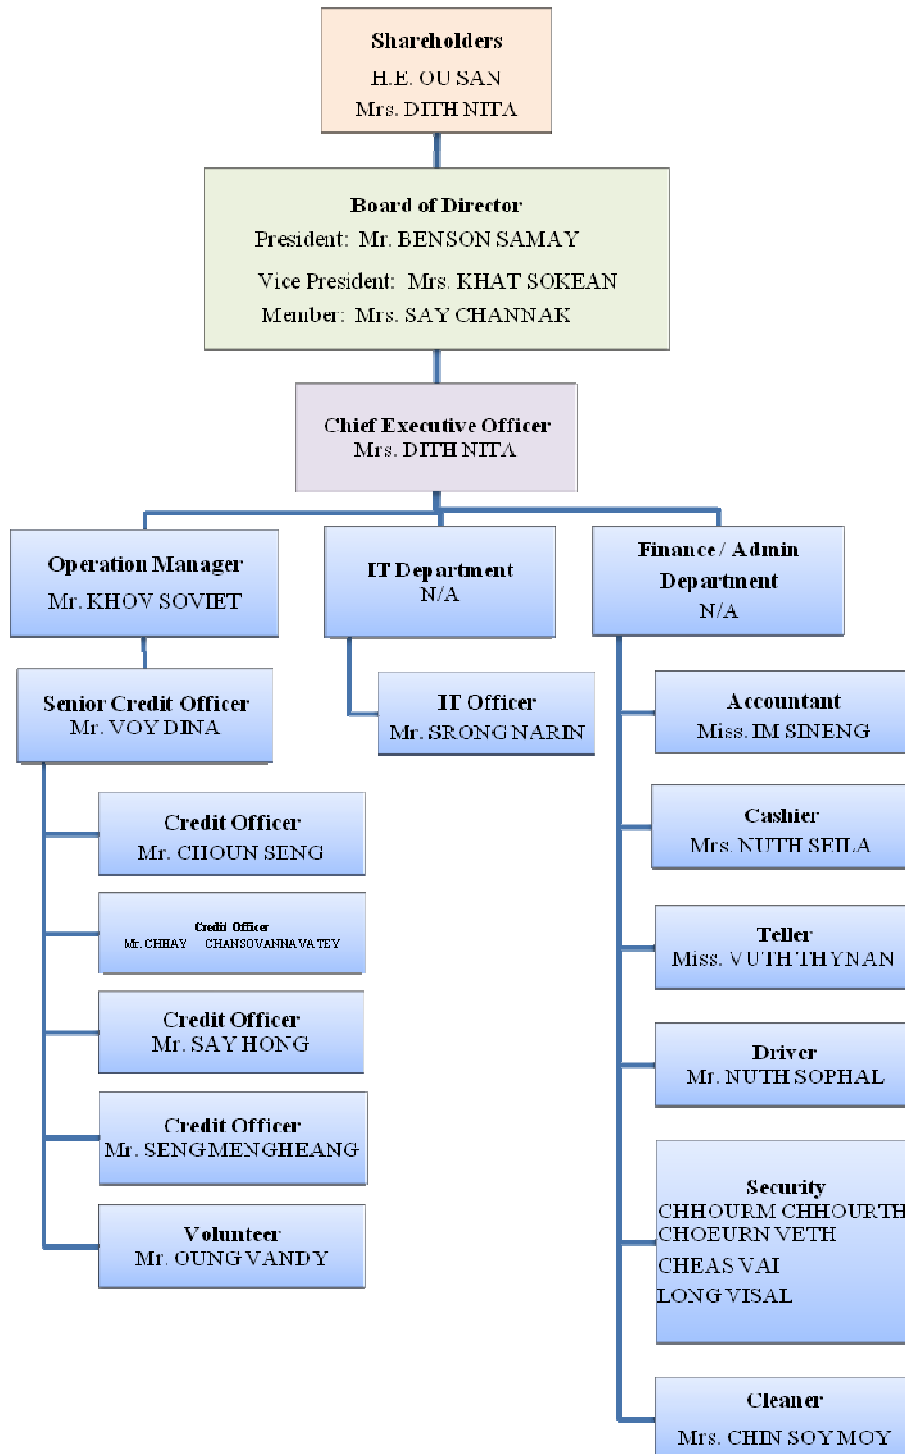 Shareholders
H.E. OU SAN
Mrs. DITH NITA
Board of Director
President: Mr. BENSON SAMAY
Vice President: Mrs. KHAT SOKEAN
Member: Mrs. SAY CHANNAK
Chief Executive Officer
Mrs. DITH NITA
Operation Manager
Mr. KHOV SOVIET
Senior Credit Officer
Mr. VOY DINA
Credit Officer
Mr. CHOUN SENG
Credit Officer
Mr. CHHAY CHANSOVANNAVATEY
Credit Officer
Mr. SAY HONG
Credit Officer
Mr. SENG MENGHEANG
Volunteer
Mr. OUNG VANDY
IT Department
N/A
IT Officer
Mr. SRONG NARIN
Finance / Admin
Department
N/A
Accountant
Miss. IM SINENG
Cashier
Mrs. NUTH SEILA
Teller
Miss. VUTH THYNAN
Driver
Mr. NUTH SOPHAL
Security
CHHOURM CHHOURTH
CHOEURN VETH
CHEAS VAI
LONG VISAL
Cleaner
Mrs. CHIN SOY MOY